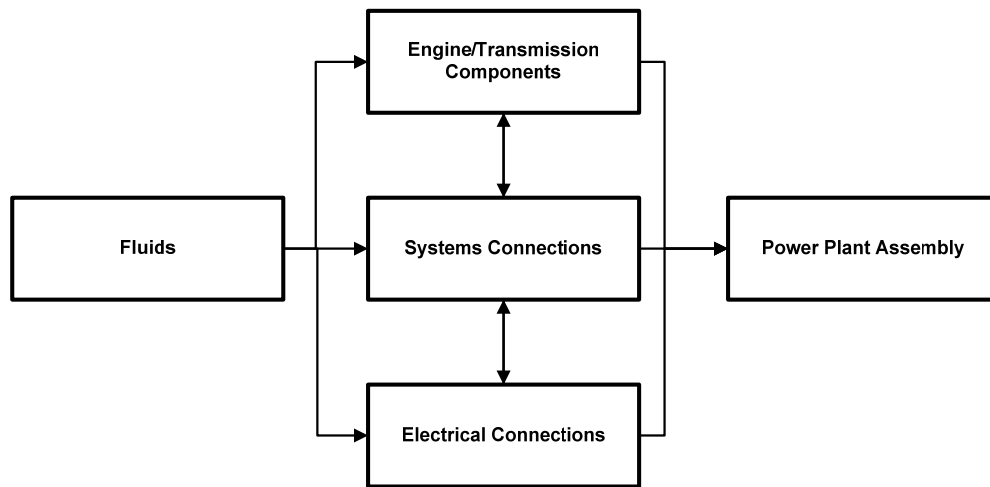 Engine/Transmission
Components
Fluids
Systems Connections
Power Plant Assembly
Electrical Connections